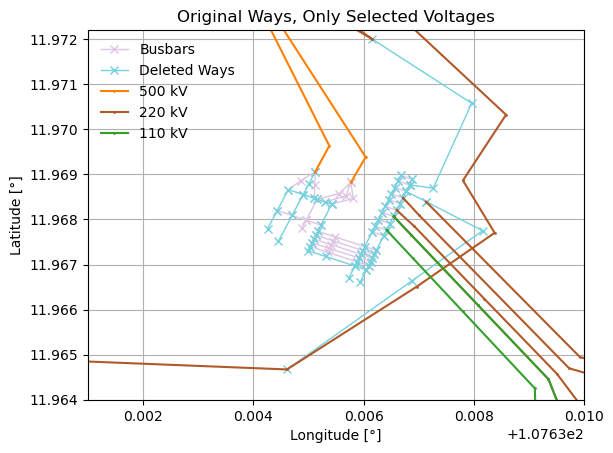 Original Ways, Only Selected Voltages
Busbars
Deleted Ways
500 kV
220 kV
110 kV
Latitude [°]
11.972
11.971
11.970
11.969
11.968
11.967
11.966
11.965
11.964
0.002 0.004 0.006 0.008 0.010
Longitude [°]
+1.0763e2